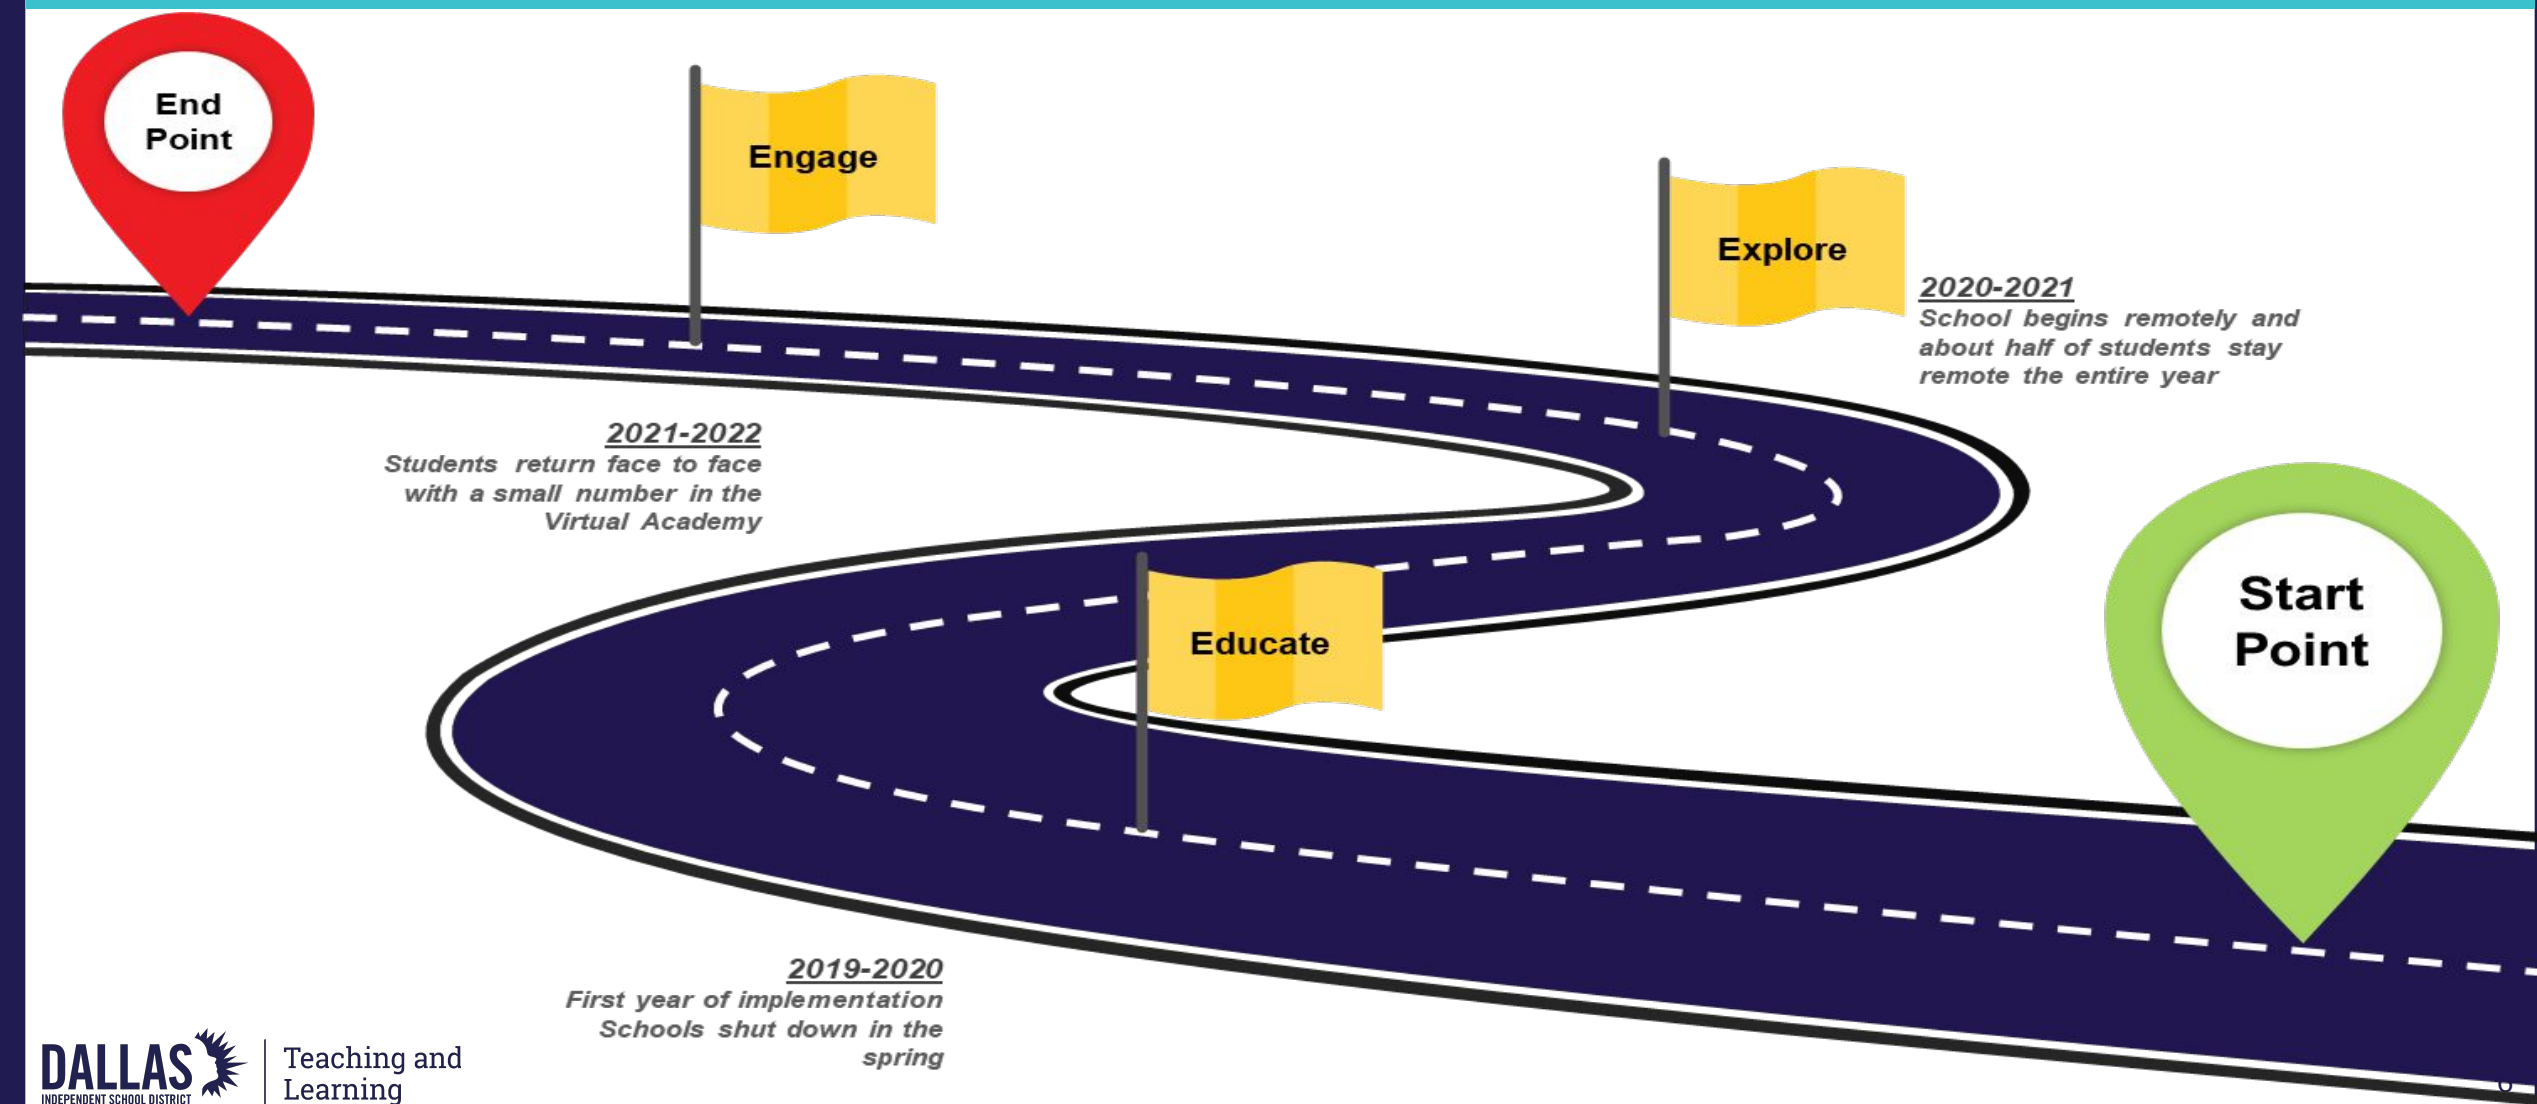 End
Point
Engage
Explore
2020-2021
School begins remotely and
about half of students stay
remote the entire year
2021-2022
Students return face to face
with a small number in the
Virtual Academy
Start
Point
Educate
2019-2020
First year of implementation
Schools shut down in the
spring
DALLAS
INDEPENDENT SCHOOL DISTRICT
Teaching and
Learning